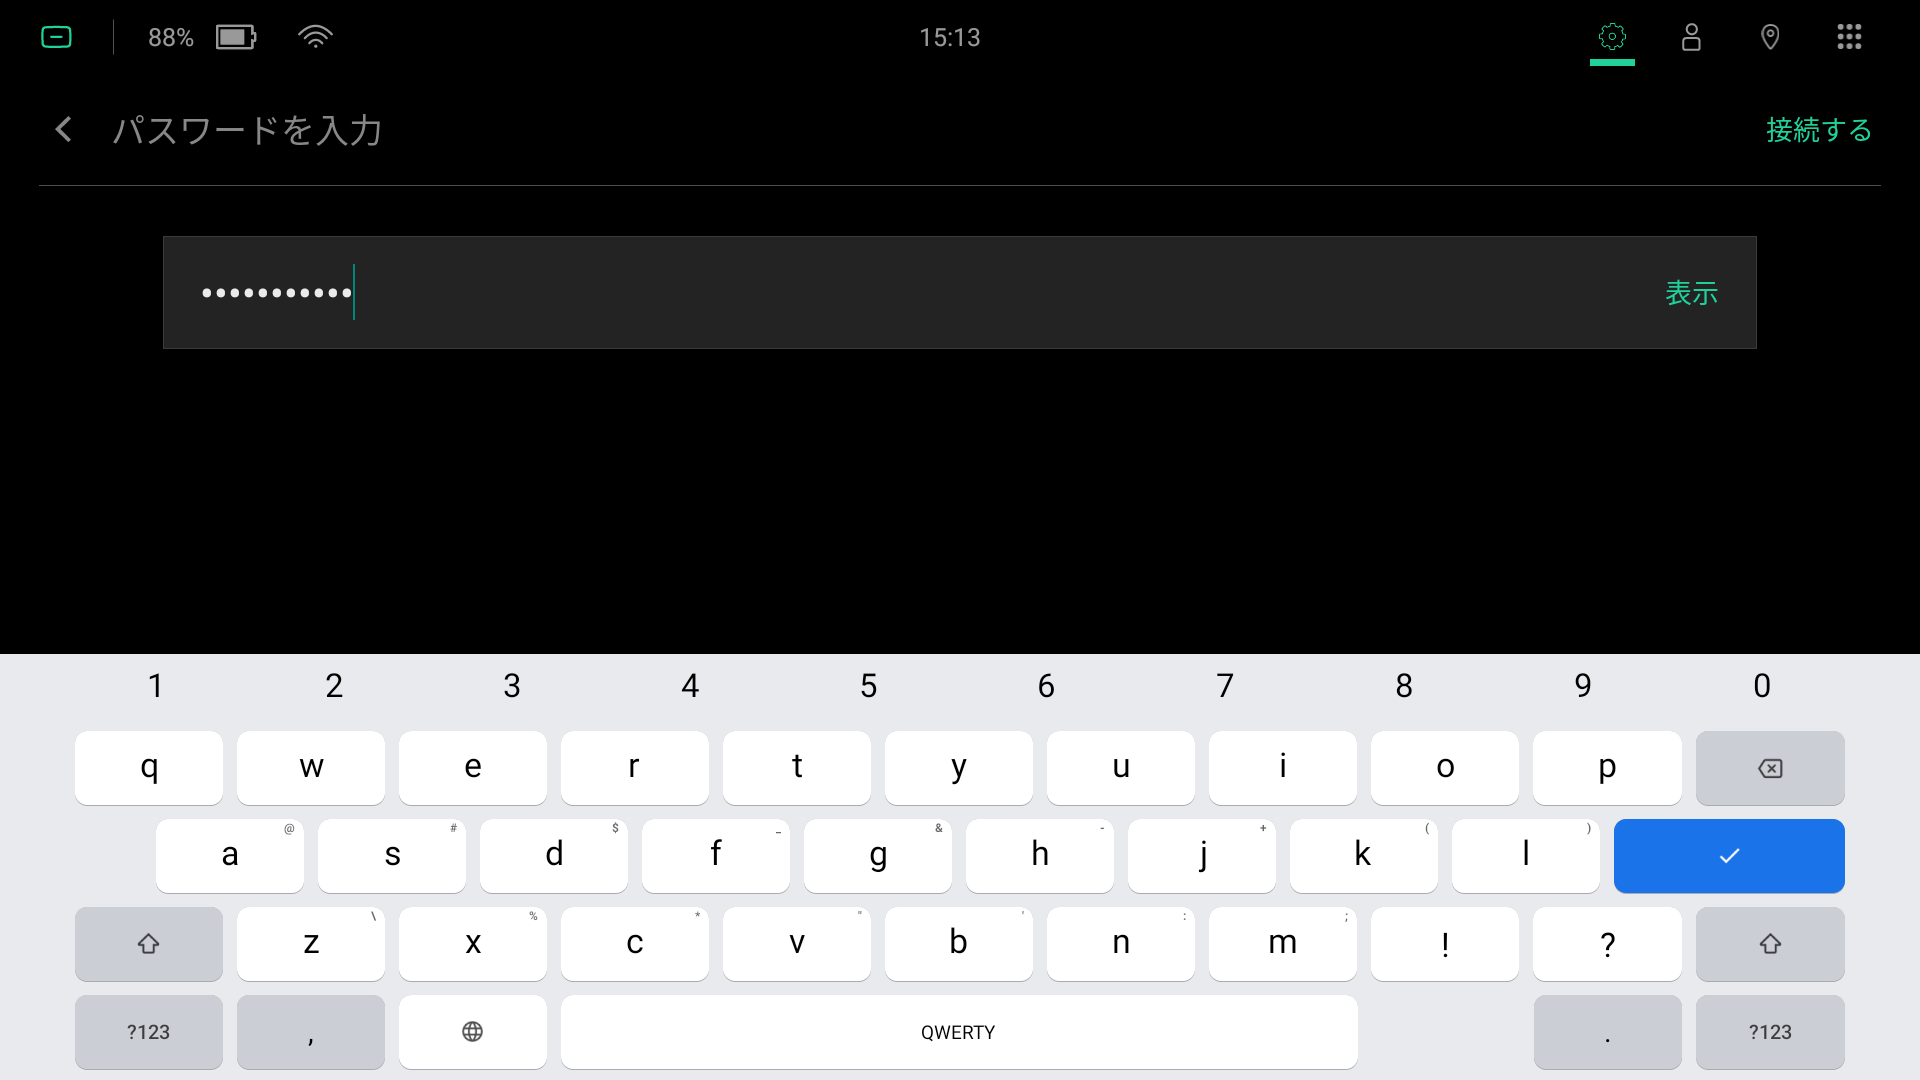 88%
15:13
パスワードを入力
接続する
•••••••••••
表示
1 2 3 4 5 6 7 8 9 0
q w e r t y u i o p
@ # $ _ & - + ( )
a s d f g h j k l
\ % * " ' : ;
z x c v b n m ! ?
?123 , QWERTY . ?123